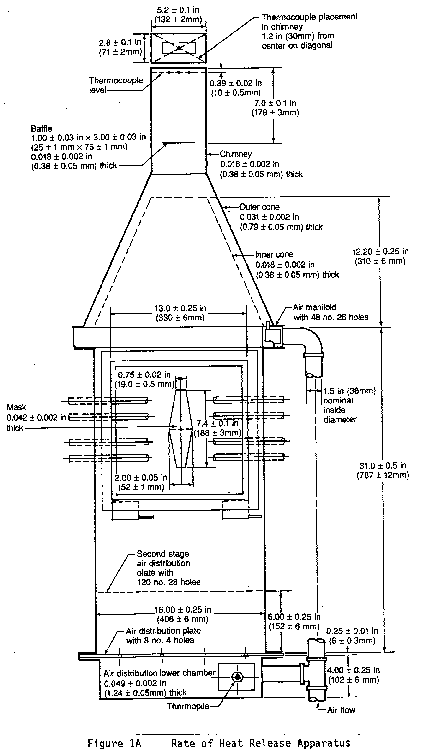 5.2 ± 0.1 in
(132 ± 2mm)
Thermocouple placement
in chimney
1.2 in (30mm) from
center on diagonal
2.8 ± 0.1 in
(71 ± 2mm)
Thermocouple
level
0.39 ± 0.02 in
(10 ± 0.5mm)
7.0 ± 0.1 in
(178 ± 3mm)
Baffle
1.00 ± 0.03 in × 3.00 ± 0.03 in
(25 ± 1 mm × 75 ± 1 mm)
0.018 ± 0.002 in
(0.38 ± 0.05 mm) thick
Chimney
0.018 ± 0.002 in
(0.38 ± 0.05 mm) thick
Outer cone
0.031 ± 0.002 in
(0.79 ± 0.05 mm) thick
Inner cone
0.018 ± 0.002 in
(0.38 ± 0.05 mm) thick
12.20 ± 0.25 in
(310 ± 6 mm)
13.0 ± 0.25 in
(330 ± 6mm)
Air manifold
with 48 no. 26 holes
0.75 ± 0.02 in
(19.0 ± 0.5 mm)
1.5 in (38mm)
nominal
inside
diameter
Mask
0.042 ± 0.002 in
thick
7.4 ± 0.1 in
(188 ± 3mm)
2.00 ± 0.05 in
(52 ± 1 mm)
31.0 ± 0.5 in
(787 ± 12mm)
Second stage
air distribution
plate with
120 no. 28 holes
16.00 ± 0.25 in
(406 ± 6 mm)
6.00 ± 0.25 in
(152 ± 6 mm)
Air distribution plate
with 8 no. 4 holes
0.25 ± 0.01 in
(6 ± 0.3mm)
Air distribution lower chamber
0.049 ± 0.002 in
(1.24 ± 0.05mm) thick
4.00 ± 0.25 in
(102 ± 6 mm)
Thermopile
Air flow
Figure 1A Rate of Heat Release Apparatus